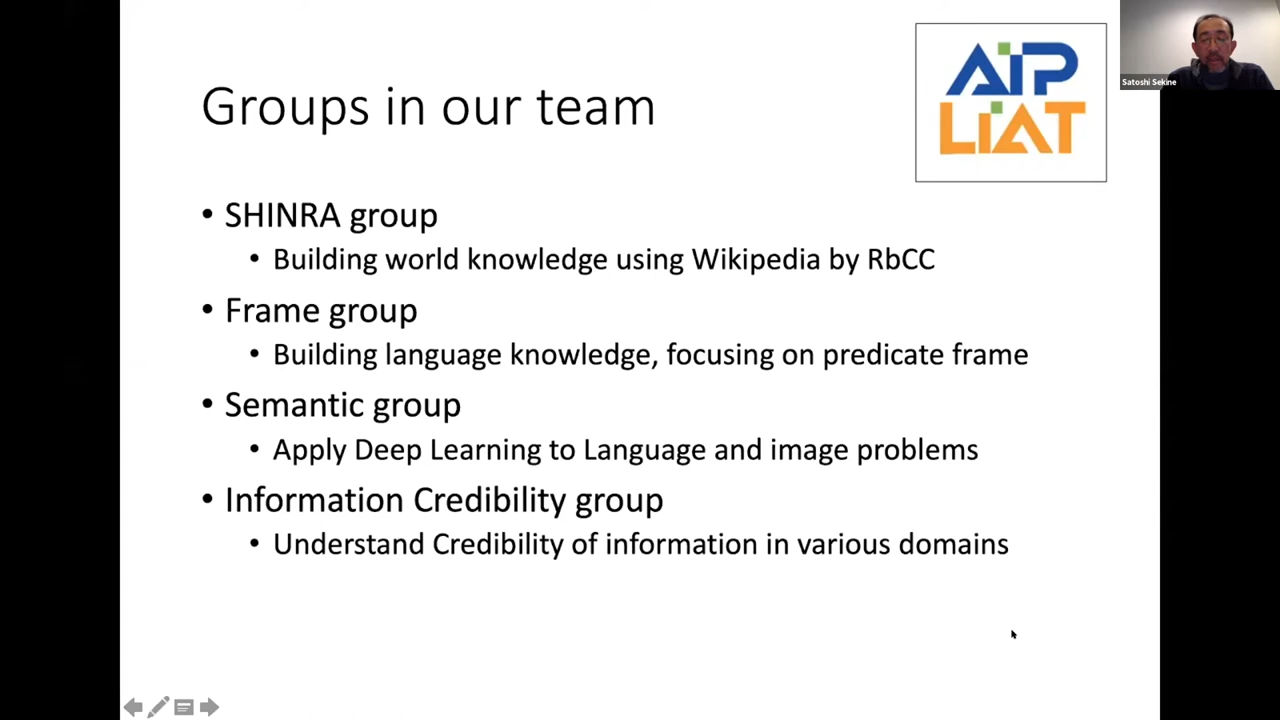 Groups in our team
AIP
LIAT
Satoshi Sekine
• SHINRA group
• Building world knowledge using Wikipedia by RbCC
• Frame group
• Building language knowledge, focusing on predicate frame
• Semantic group
• Apply Deep Learning to Language and image problems
• Information Credibility group
• Understand Credibility of information in various domains